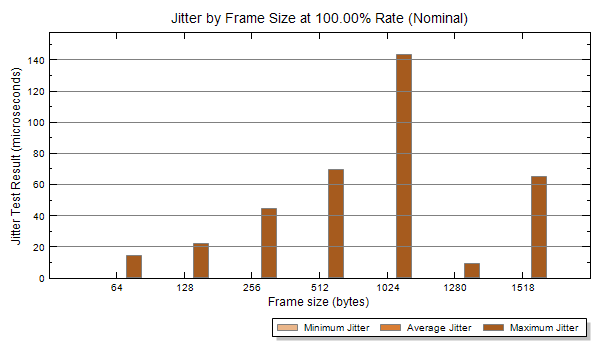 Jitter by Frame Size at 100.00% Rate (Nominal)
Jitter Test Result (microseconds)
140
120
100
80
60
40
20
0
64 128 256 512 1024 1280 1518
Frame size (bytes)
Minimum Jitter Average Jitter Maximum Jitter